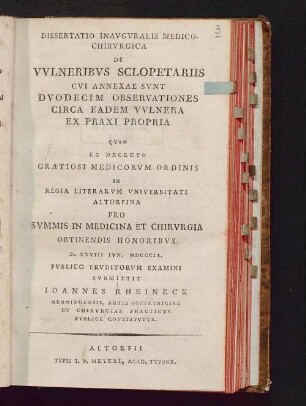 3
DISSERTATIO INAVGVRALIS MEDICO-
CHIRVRGICA
DE
VVLNERIBVS SCLOPETARIIS
CVI ANNEXAE SVNT
DVODECIM OBSERVATIONES
CIRCA EADEM VVLNERA
EX PRAXI PROPRIA
QVAM
EX DECRETO
GRATIOSI MEDICORVM ORDINIS
IN
REGIA LITERARVM VNIVERSITATE
ALTORFINA
PRO
SVMMIS IN MEDICINA ET CHIRVRGIA
OBTINENDIS HONORIBVS.
D. XXVIII IVN. MDCCCIX.
PVBLICO ERVDITORVM EXAMINI
SVBMITTIT
IOANNES RHEINECK
MEMMINGENSIS, ARTIS OBSTETRICIAE
ET CHIRVRGIAE PRACTICVS
PVBLICE CONSTITVTVS.
ALTORFII
TYPIS I. P. MEYERI, ACAD. TYPOGR.